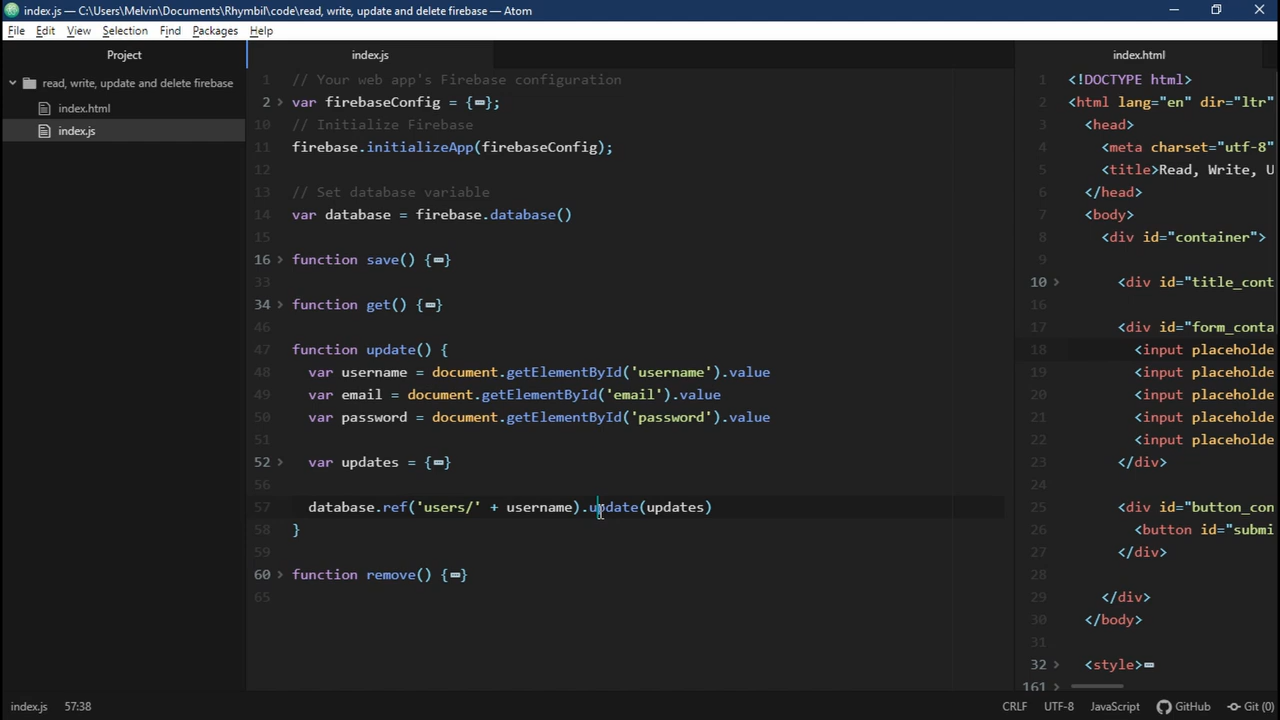 index.js — C:\Users\Melvin\Documents\Rhymbil\code\read, write, update and delete firebase — Atom
File Edit View Selection Find Packages Help
Project
read, write, update and delete firebase
index.html
index.js
index.js
1 // Your web app's Firebase configuration
2 var firebaseConfig = {};
10 // Initialize Firebase
11 firebase.initializeApp(firebaseConfig);
12
13 // Set database variable
14 var database = firebase.database()
15
16 function save() {}
33
34 function get() {}
46
47 function update() {
48 var username = document.getElementById('username').value
49 var email = document.getElementById('email').value
50 var password = document.getElementById('password').value
51
52 var updates = {}
56
57 database.ref('users/' + username).update(updates)
58 }
59
60 function remove() {}
65
index.html
1 <!DOCTYPE html>
2 <html lang="en" dir="ltr"
3 <head>
4 <meta charset="utf-8"
5 <title>Read, Write, U
6 </head>
7 <body>
8 <div id="container">
9
10 <div id="title_cont
16
17 <div id="form_conta
18 <input placeholde
19 <input placeholde
20 <input placeholde
21 <input placeholde
22 <input placeholde
23 </div>
24
25 <div id="button_con
26 <button id="submi
27 </div>
28
29 </div>
30 </body>
31
32 <style>
161
index.js 57:38 CRLF UTF-8 JavaScript GitHub Git (0)